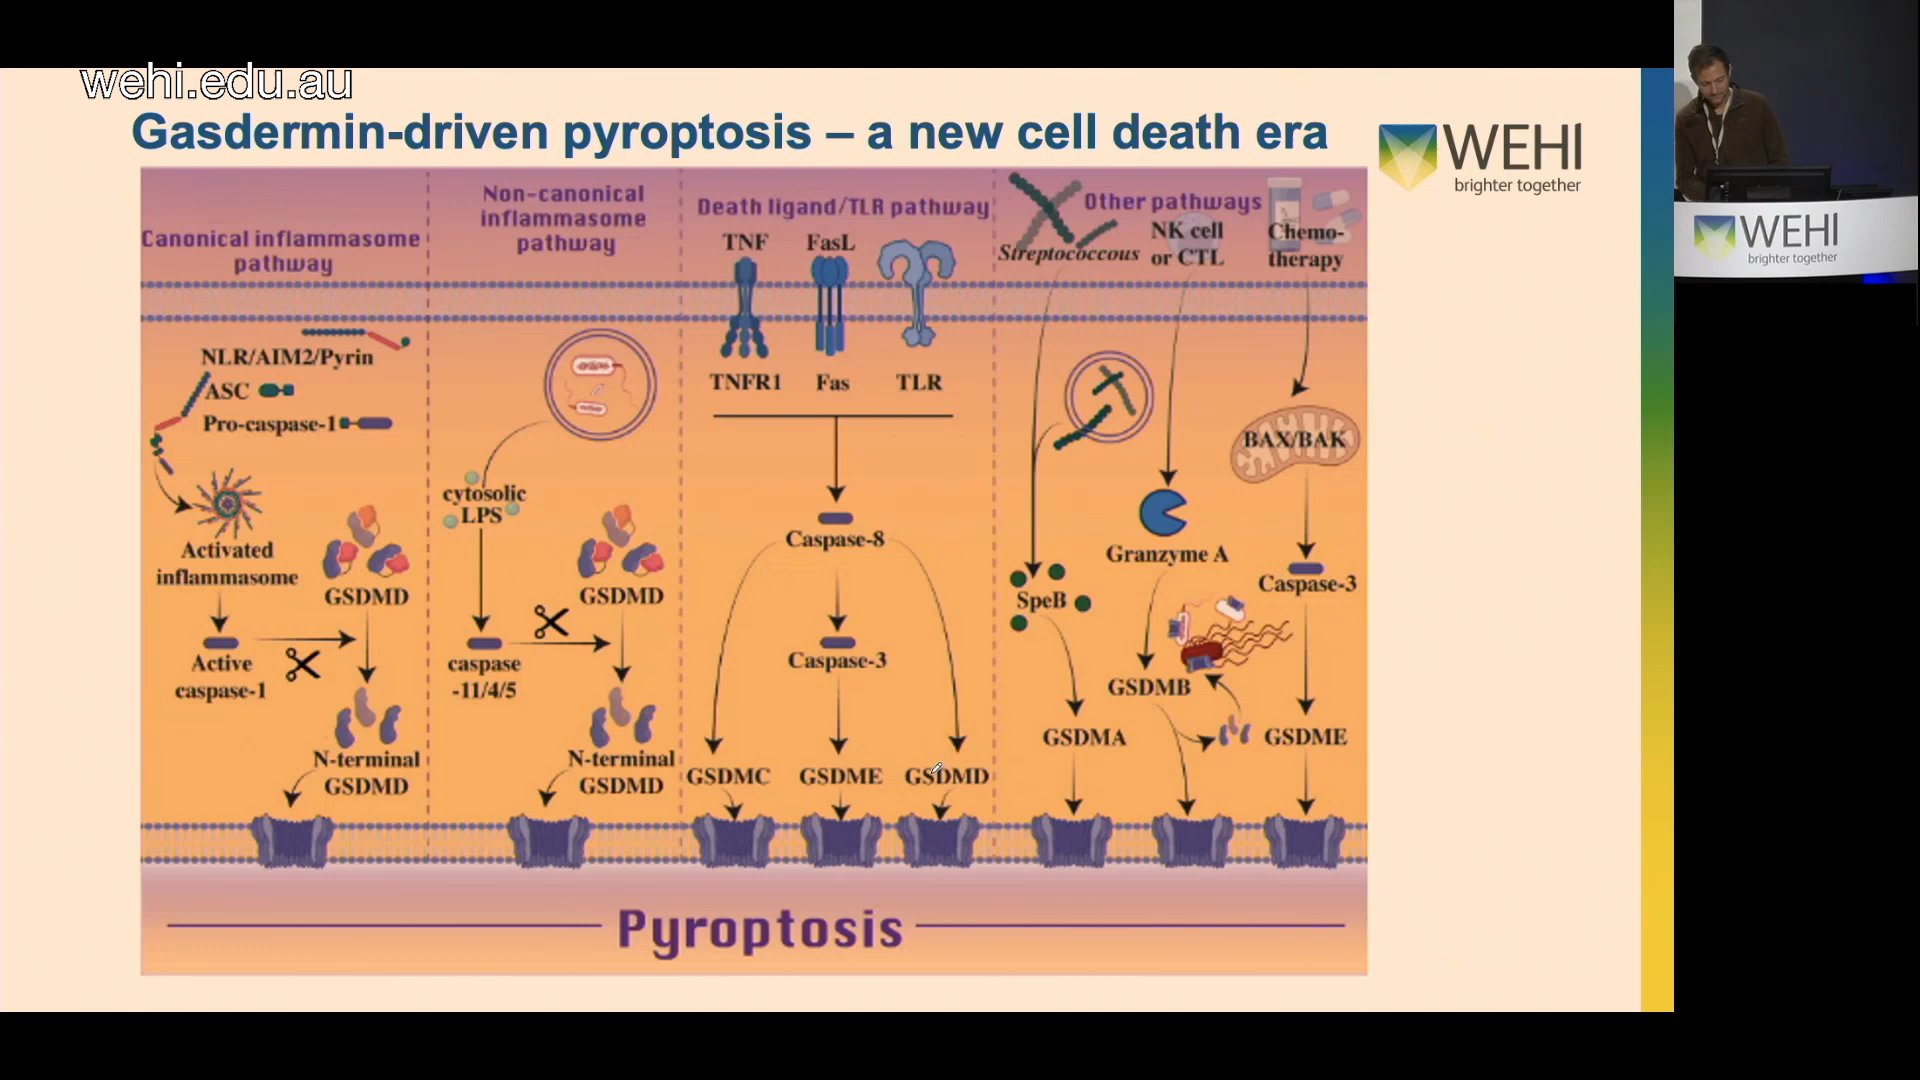 wehi.edu.au
Gasdermin-driven pyroptosis – a new cell death era
WEHI
brighter together
WEHI
brighter together
Canonical inflammasome
pathway
NLR/AIM2/Pyrin
ASC
Pro-caspase-1
Activated
inflammasome
GSDMD
Active
caspase-1
N-terminal
GSDMD
Non-canonical
inflammasome
pathway
cytosolic
LPS
GSDMD
caspase
-11/4/5
N-terminal
GSDMD
Death ligand/TLR pathway
TNF FasL
TNFR1 Fas TLR
Caspase-8
Caspase-3
GSDMC GSDME GSDMD
Other pathways
Streptococcous
NK cell
or CTL
Chemo-
therapy
BAX/BAK
Granzyme A
Caspase-3
SpeB
GSDMB
GSDMA
GSDME
Pyroptosis